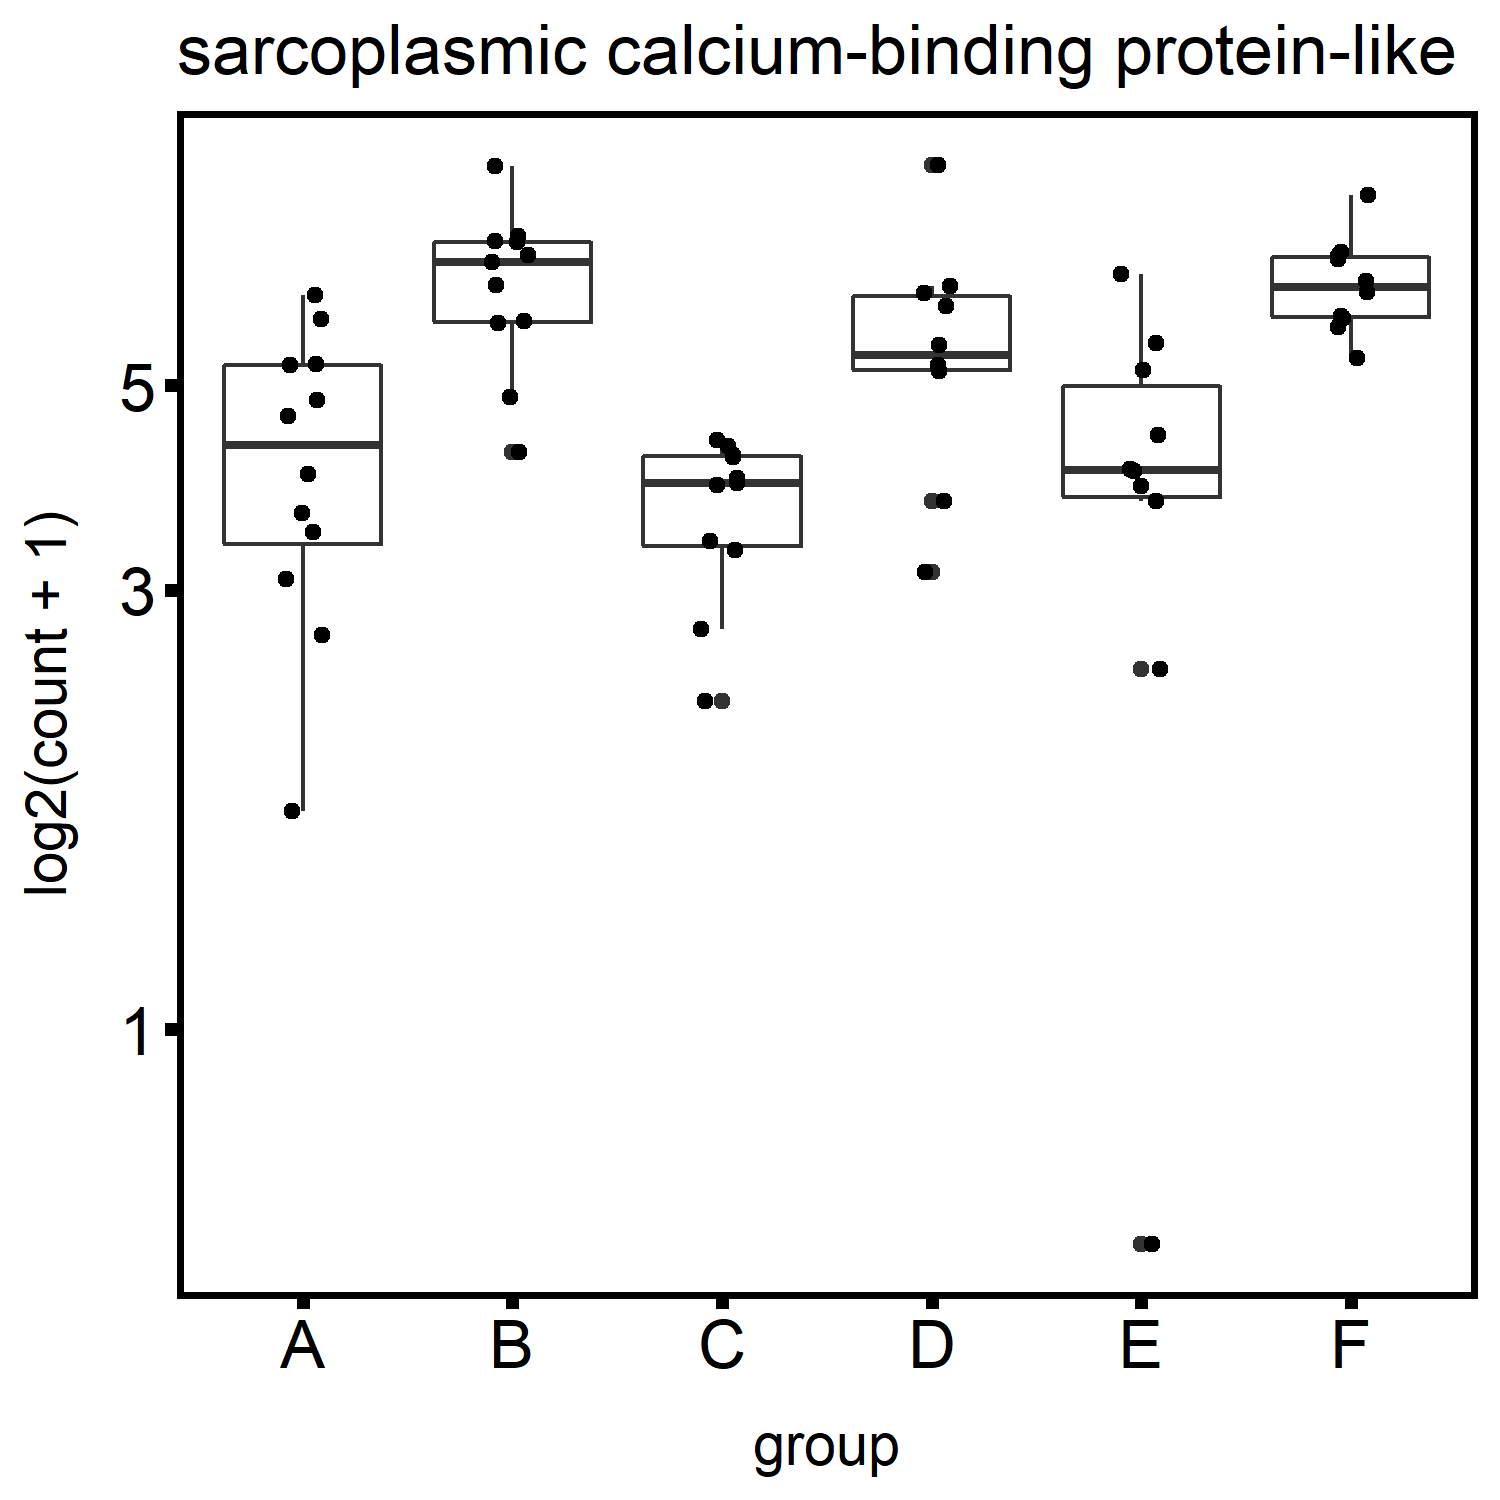 sarcoplasmic calcium-binding protein-like
log2(count + 1)
5
3
1
A B C D E F
group